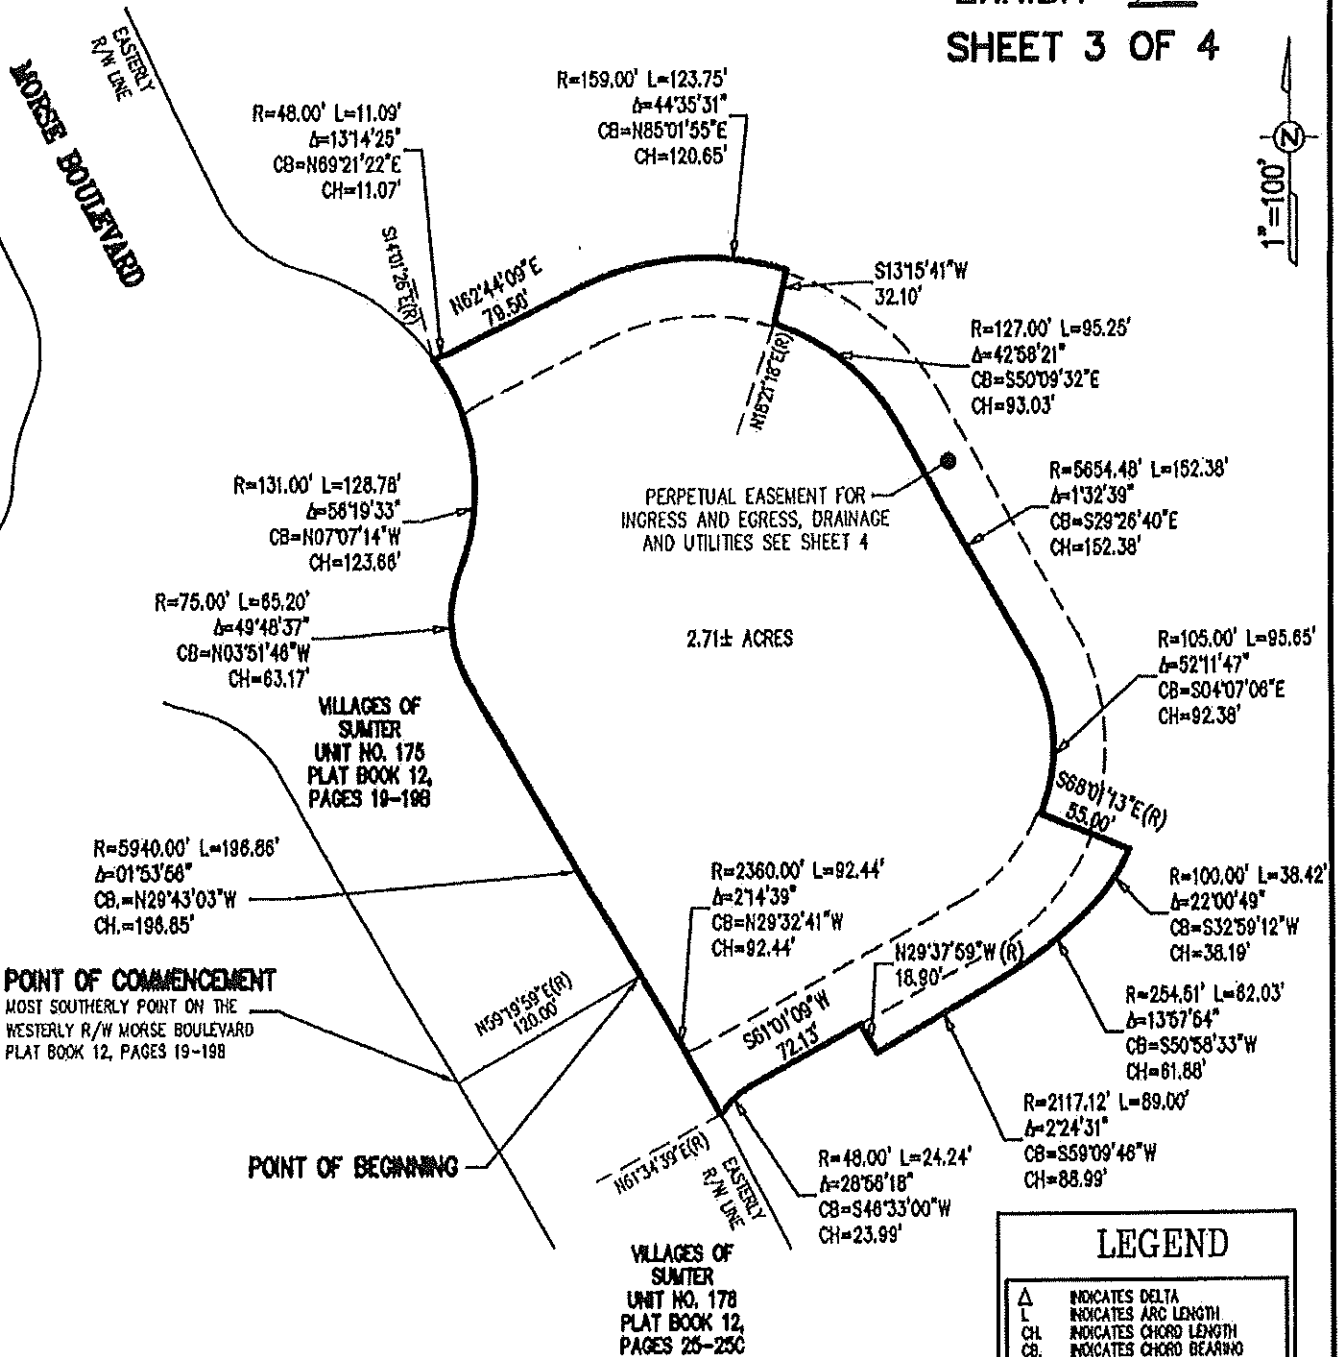 SHEET 3 OF 4
1"=100'
N
MORSE BOULEVARD
EASTERLY
R/W LINE
R=48.00' L=11.09'
Δ=13°14'25"
CB=N69°21'22"E
CH=11.07'
R=159.00' L=123.75'
Δ=44°35'31"
CB=N85°01'55"E
CH=120.65'
S14°01'26"E(R)
N62°44'09"E
79.50'
S13°15'41"W
32.10'
N18°21'18"E(R)
R=127.00' L=95.25'
Δ=42°58'21"
CB=S50°09'32"E
CH=93.03'
R=5654.48' L=152.38'
Δ=1°32'39"
CB=S29°26'40"E
CH=152.38'
R=131.00' L=128.78'
Δ=56°19'33"
CB=N07°07'14"W
CH=123.66'
PERPETUAL EASEMENT FOR
INGRESS AND EGRESS, DRAINAGE
AND UTILITIES SEE SHEET 4
R=75.00' L=65.20'
Δ=49°48'37"
CB=N03°51'46"W
CH=63.17'
2.71± ACRES
R=105.00' L=95.65'
Δ=52°11'47"
CB=S04°07'06"E
CH=92.38'
VILLAGES OF
SUMTER
UNIT NO. 175
PLAT BOOK 12,
PAGES 19-19B
S68°01'13"E(R)
55.00'
R=5940.00' L=196.86'
Δ=01°53'56"
CB.=N29°43'03"W
CH.=196.85'
R=2360.00' L=92.44'
Δ=2°14'39"
CB=N29°32'41"W
CH=92.44'
R=100.00' L=38.42'
Δ=22°00'49"
CB=S32°59'12"W
CH=38.19'
N29°37'59"W (R)
18.90'
POINT OF COMMENCEMENT
MOST SOUTHERLY POINT ON THE
WESTERLY R/W MORSE BOULEVARD
PLAT BOOK 12, PAGES 19-19B
N59°19'59"E(R)
120.00'
S61°01'09"W
72.13'
R=254.51' L=62.03'
Δ=13°57'54"
CB=S50°58'33"W
CH=61.88'
R=2117.12' L=89.00'
Δ=2°24'31"
CB=S59°09'46"W
CH=88.99'
POINT OF BEGINNING
N61°34'39"E(R)
EASTERLY
R/W LINE
R=48.00' L=24.24'
Δ=28°56'18"
CB=S46°33'00"W
CH=23.99'
VILLAGES OF
SUMTER
UNIT NO. 178
PLAT BOOK 12,
PAGES 25-25C
LEGEND
Δ INDICATES DELTA
L INDICATES ARC LENGTH
CH. INDICATES CHORD LENGTH
CB. INDICATES CHORD BEARING